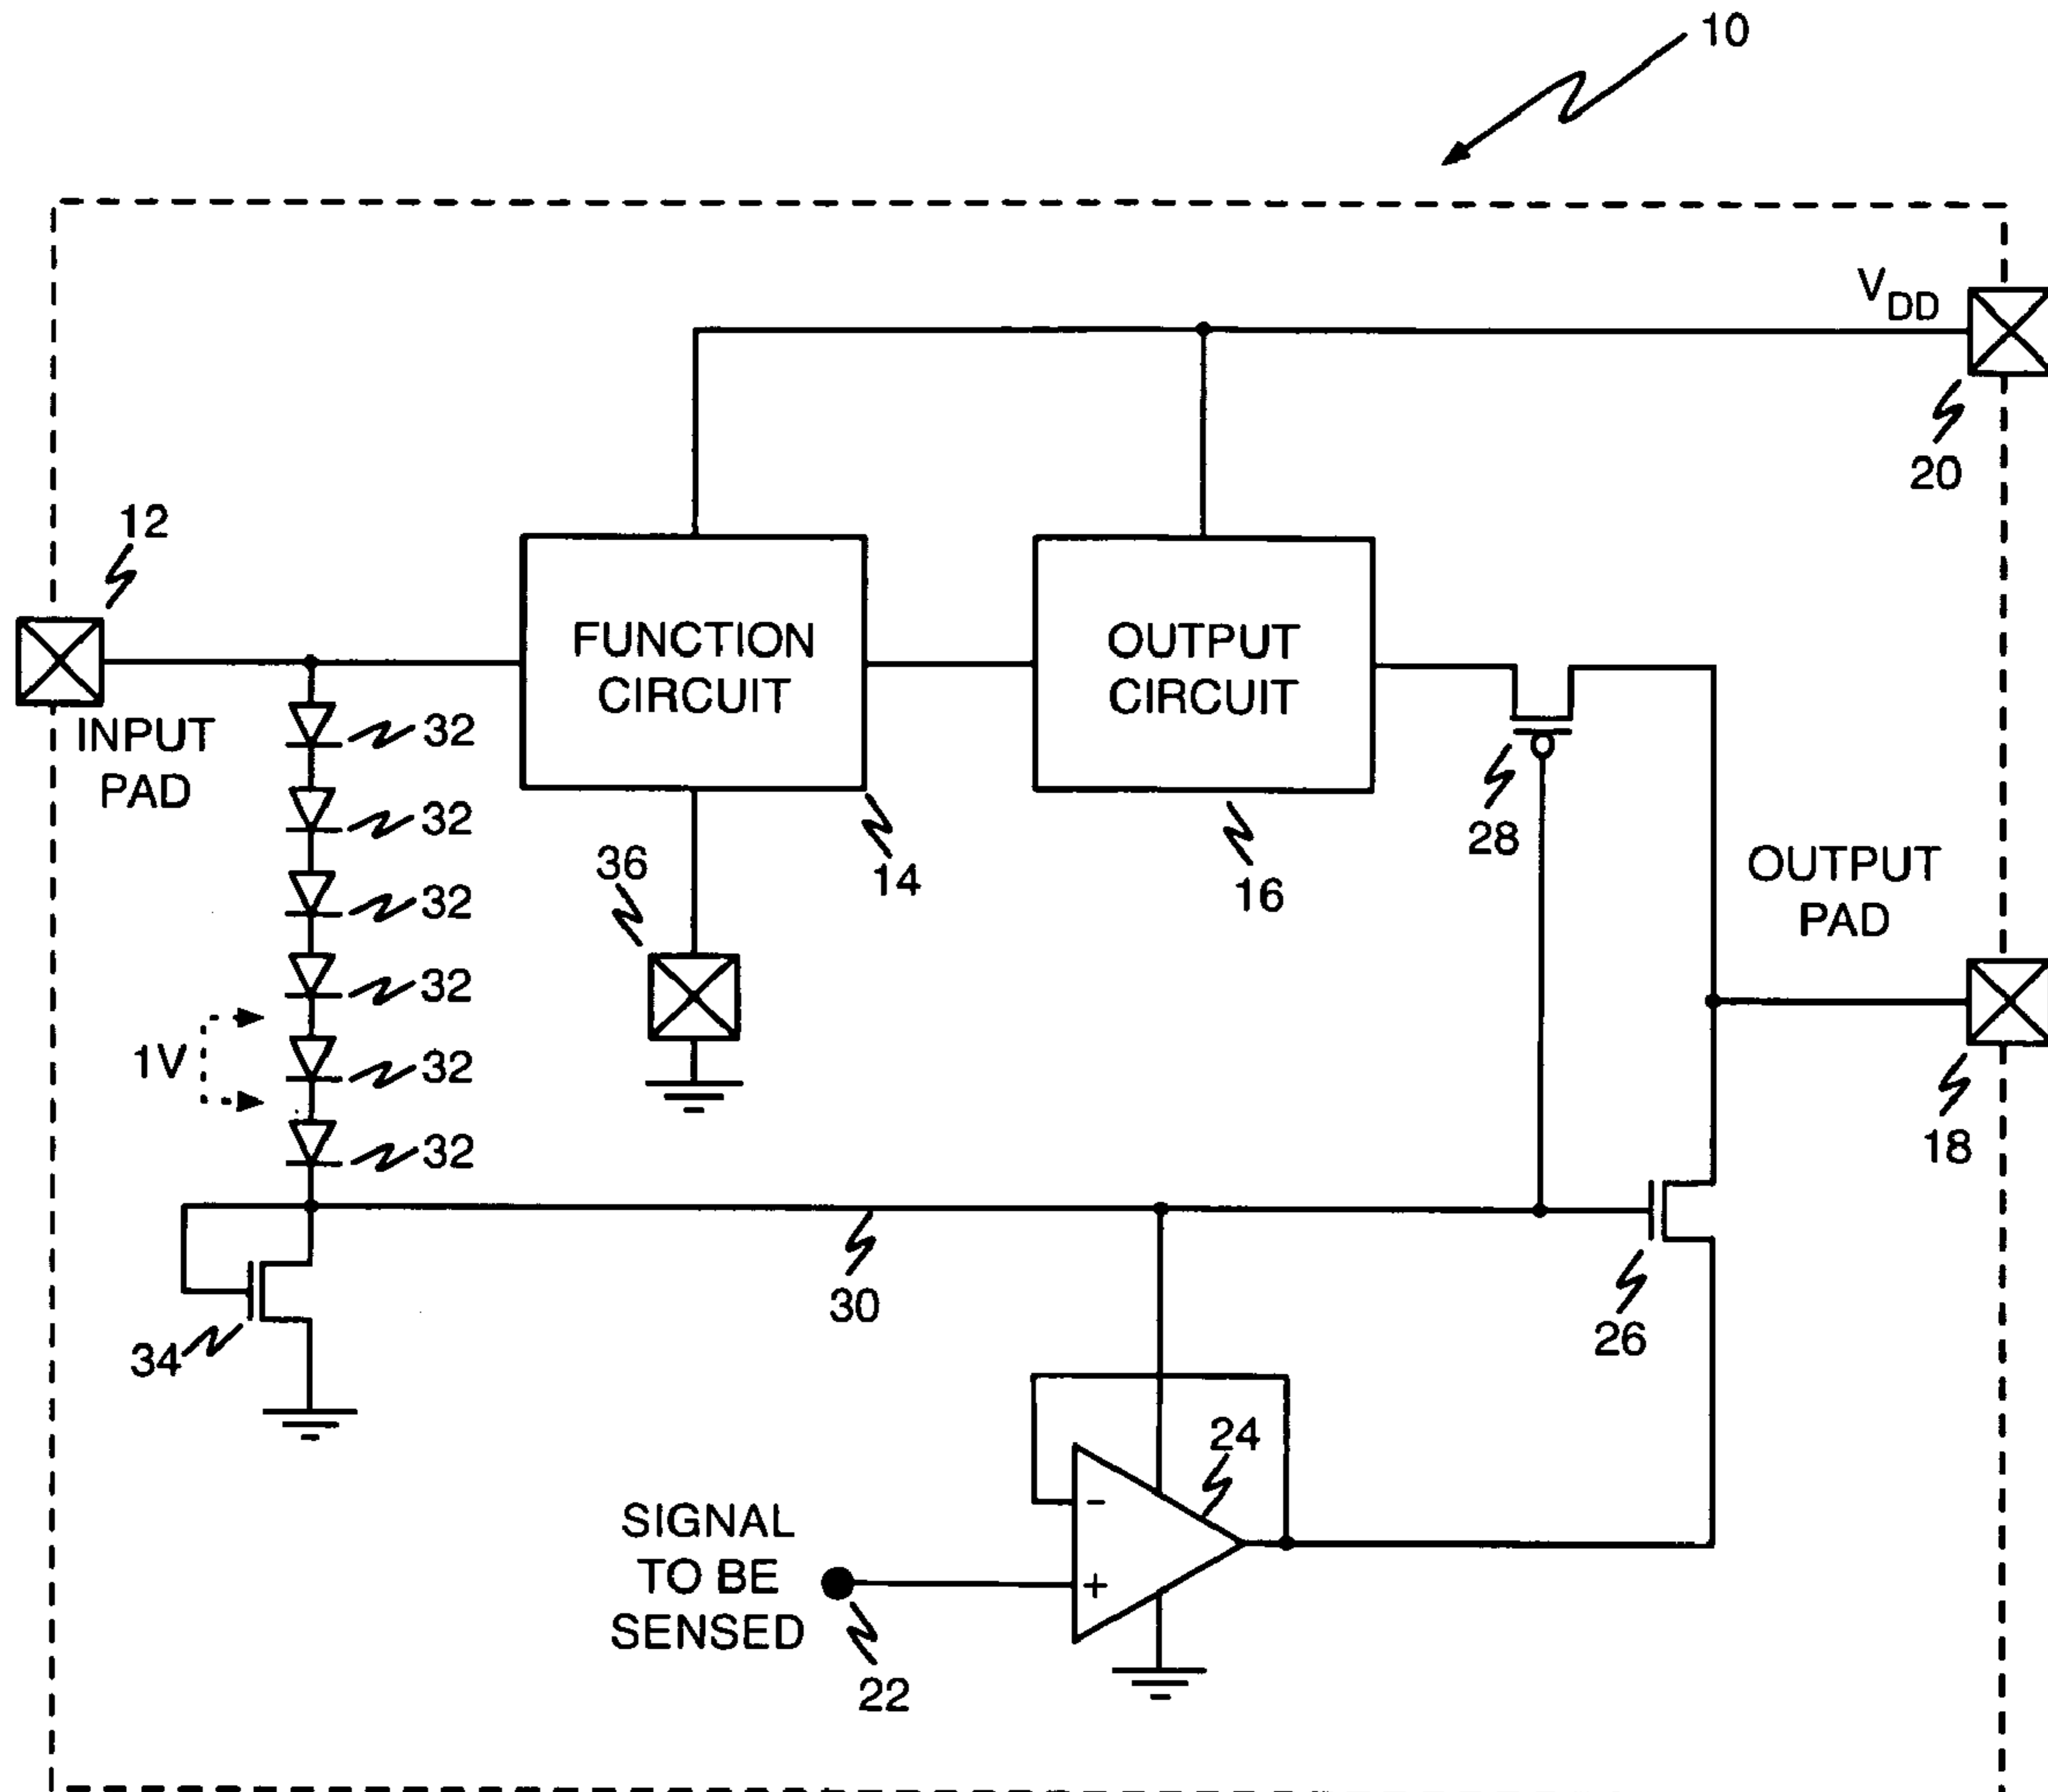 10
V DD
20
12
FUNCTION
CIRCUIT
OUTPUT
CIRCUIT
INPUT
PAD
32
32
32
32
32
32
1V
36
14
16
28
OUTPUT
PAD
18
30
26
34
24
-
+
SIGNAL
TO BE
SENSED
22